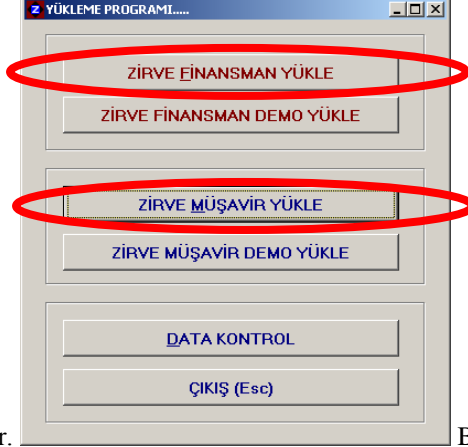 YÜKLEME PROGRAMI.....
ZİRVE FİNANSMAN YÜKLE
ZİRVE FİNANSMAN DEMO YÜKLE
ZİRVE MÜŞAVİR YÜKLE
ZİRVE MÜŞAVİR DEMO YÜKLE
DATA KONTROL
ÇIKIŞ (Esc)
r.